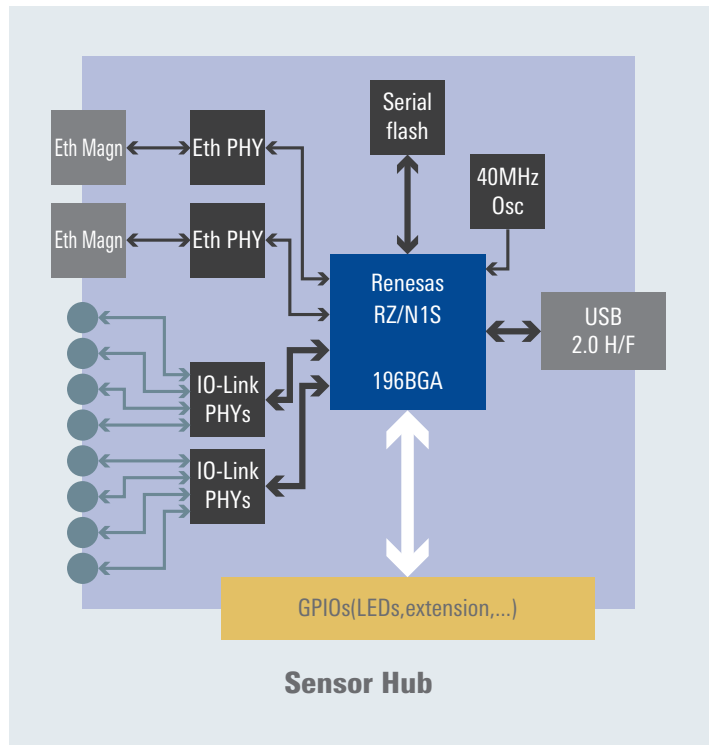 Serial
flash
Eth Magn
Eth PHY
40MHz
Osc
Eth Magn
Eth PHY
Renesas
RZ/N1S
196BGA
USB
2.0 H/F
IO-Link
PHYs
IO-Link
PHYs
GPIOs(LEDs,extension,...)
Sensor Hub